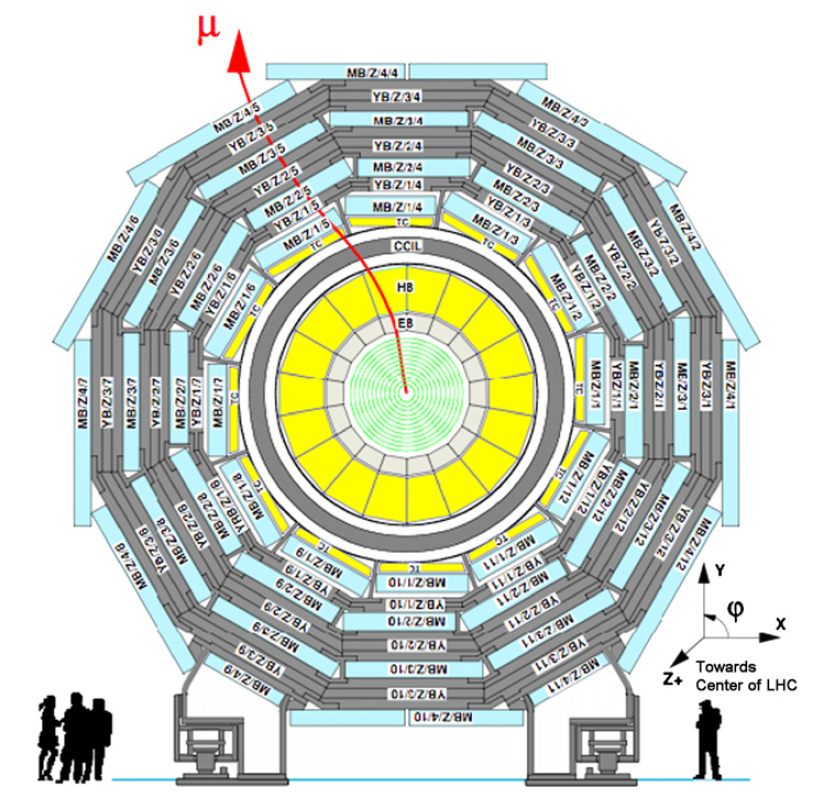 μ
MB/Z/4/4
YB/Z/3/4
MB/Z/3/4
YB/Z/2/4
MB/Z/2/4
YB/Z/1/4
MB/Z/1/4
TC
MB/Z/4/5
YB/Z/3/5
MB/Z/3/5
YB/Z/2/5
MB/Z/2/5
YB/Z/1/5
MB/Z/1/5
TC
MB/Z/4/3
YB/Z/3/3
MB/Z/3/3
YB/Z/2/3
MB/Z/2/3
YB/Z/1/3
MB/Z/1/3
TC
MB/Z/4/6
YB/Z/3/6
MB/Z/3/6
YB/Z/2/6
MB/Z/2/6
YB/Z/1/6
MB/Z/1/6
TC
CCIL
HB
EB
MB/Z/4/2
YB/Z/3/2
MB/Z/3/2
YB/Z/2/2
MB/Z/2/2
YB/Z/1/2
MB/Z/1/2
TC
MB/Z/4/7
YB/Z/3/7
MB/Z/3/7
YB/Z/2/7
MB/Z/2/7
YB/Z/1/7
MB/Z/1/7
TC
TC
MB/Z/1/1
YB/Z/1/1
MB/Z/2/1
YB/Z/2/1
MB/Z/3/1
YB/Z/3/1
MB/Z/4/1
MB/Z/4/8
YB/Z/3/8
MB/Z/3/8
YB/Z/2/8
MB/Z/2/8
YRB/Z/1/8
MB/Z/1/8
TC
TC
MB/Z/1/12
YB/Z/1/12
MB/Z/2/12
YB/Z/2/12
MB/Z/3/12
YB/Z/3/12
MB/Z/4/12
TC
MB/Z/1/9
YB/Z/1/9
MB/Z/2/9
YB/Z/2/9
MB/Z/3/9
YB/Z/3/9
MB/Z/4/9
TC
MB/Z/1/10
YB/Z/1/10
MB/Z/2/10
YB/Z/2/10
MB/Z/3/10
YB/Z/3/10
MB/Z/4/10
TC
MB/Z/1/11
YB/Z/1/11
MB/Z/2/11
YB/Z/2/11
MB/Z/3/11
YB/Z/3/11
MB/Z/4/11
Y
φ
X
Z+
Towards
Center of LHC